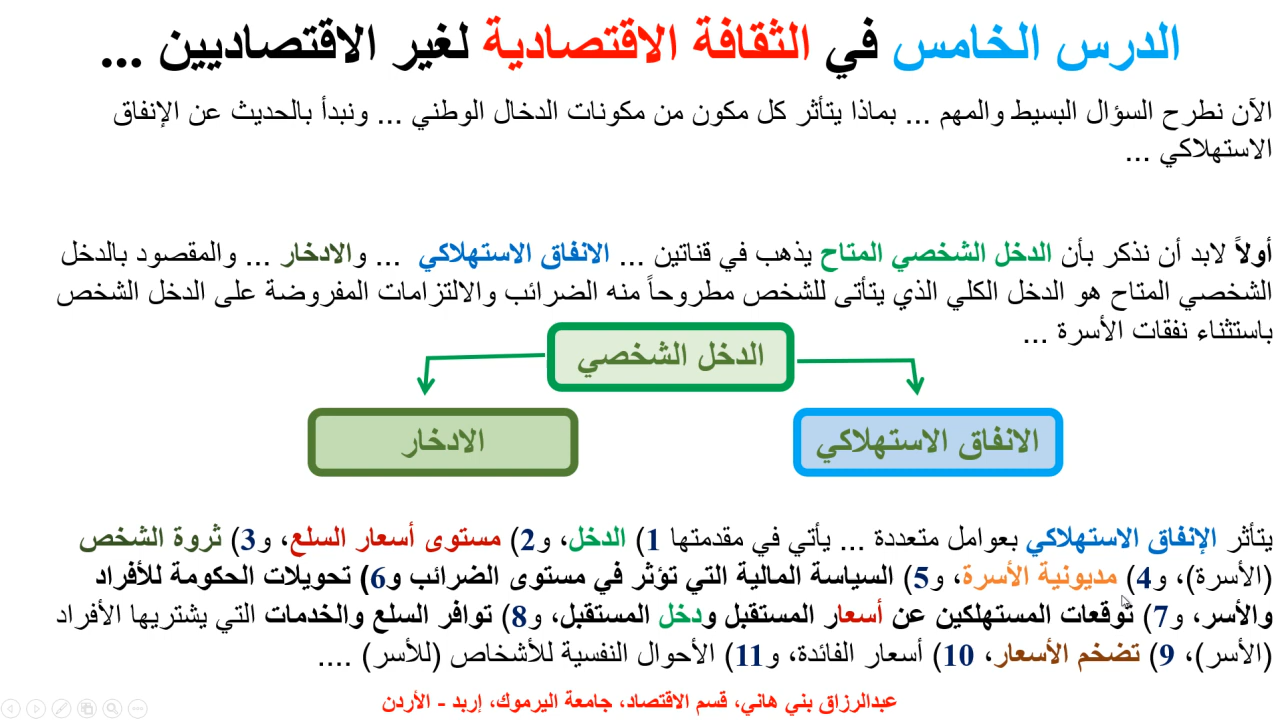 الدرس الخامس في الثقافة الاقتصادية لغير الاقتصاديين ...
الآن نطرح السؤال البسيط والمهم ... بماذا يتأثر كل مكون من مكونات الدخال الوطني ... ونبدأ بالحديث عن الإنفاق
الاستهلاكي ...
أولاً لابد أن نذكر بأن الدخل الشخصي المتاح يذهب في قناتين ... الانفاق الاستهلاكي ... والادخار ... والمقصود بالدخل
الشخصي المتاح هو الدخل الكلي الذي يتأتى للشخص مطروحاً منه الضرائب والالتزامات المفروضة على الدخل الشخص
باستثناء نفقات الأسرة ...
الدخل الشخصي
الانفاق الاستهلاكي
الادخار
يتأثر الإنفاق الاستهلاكي بعوامل متعددة ... يأتي في مقدمتها 1) الدخل، و2) مستوى أسعار السلع، و3) ثروة الشخص
(الأسرة)، و4) مديونية الأسرة، و5) السياسة المالية التي تؤثر في مستوى الضرائب و6) تحويلات الحكومة للأفراد
والأسر، و7) توقعات المستهلكين عن أسعار المستقبل ودخل المستقبل، و8) توافر السلع والخدمات التي يشتريها الأفراد
(الأسر)، 9) تضخم الأسعار، 10) أسعار الفائدة، و11) الأحوال النفسية للأشخاص (للأسر) ....
عبدالرزاق بني هاني، قسم الاقتصاد، جامعة اليرموك، إربد - الأردن